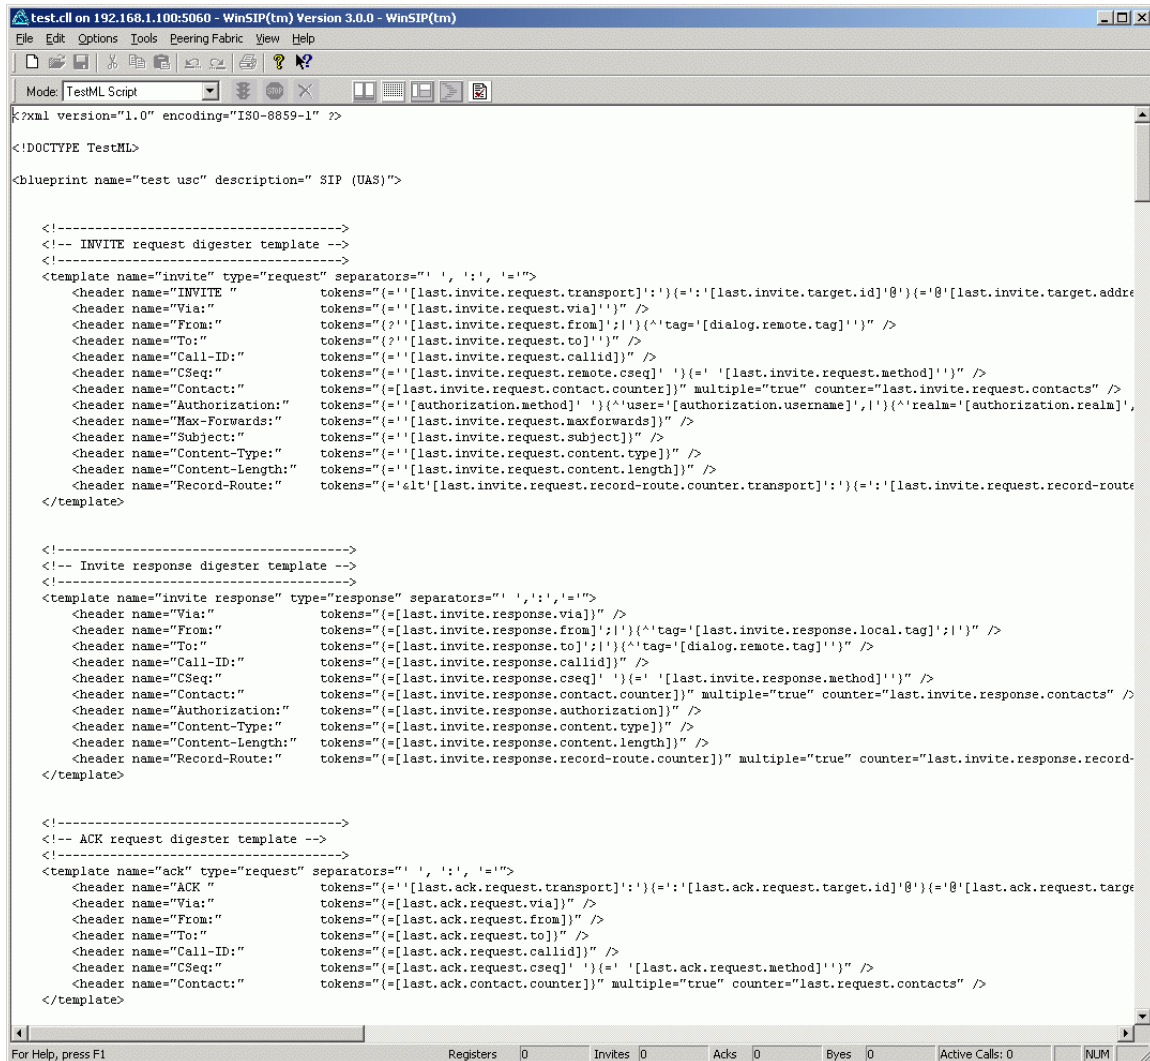 test.cll on 192.168.1.100:5060 - WinSIP(tm) Version 3.0.0 - WinSIP(tm)
File Edit Options Tools Peering Fabric View Help
Mode: TestML Script STOP
<?xml version="1.0" encoding="ISO-8859-1" ?>
<!DOCTYPE TestML>
<blueprint name="test usc" description=" SIP (UAS)">
<!-------------------------------------->
<!-- INVITE request digester template -->
<!-------------------------------------->
<template name="invite" type="request" separators="' ', ':', '='">
<header name="INVITE " tokens="{=''[last.invite.request.transport]':'}{=':'[last.invite.target.id]'@'}{='@'[last.invite.target.addre
<header name="Via:" tokens="{=''[last.invite.request.via]''}" />
<header name="From:" tokens="{?''[last.invite.request.from]';|'}{^'tag='[dialog.remote.tag]''}" />
<header name="To:" tokens="{?''[last.invite.request.to]''}" />
<header name="Call-ID:" tokens="{=''[last.invite.request.callid]}" />
<header name="CSeq:" tokens="{=''[last.invite.request.remote.cseq]' '}{=' '[last.invite.request.method]''}" />
<header name="Contact:" tokens="{=[last.invite.request.contact.counter]}" multiple="true" counter="last.invite.request.contacts" />
<header name="Authorization:" tokens="{=''[authorization.method]' '}{^'user='[authorization.username]',|'}{^'realm='[authorization.realm]',
<header name="Max-Forwards:" tokens="{=''[last.invite.request.maxforwards]}" />
<header name="Subject:" tokens="{=''[last.invite.request.subject]}" />
<header name="Content-Type:" tokens="{=''[last.invite.request.content.type]}" />
<header name="Content-Length:" tokens="{=''[last.invite.request.content.length]}" />
<header name="Record-Route:" tokens="{='&lt'[last.invite.request.record-route.counter.transport]':'}{=':'[last.invite.request.record-route
</template>
<!--------------------------------------->
<!-- Invite response digester template -->
<!--------------------------------------->
<template name="invite response" type="response" separators="' ',':','='">
<header name="Via:" tokens="{=[last.invite.response.via]}" />
<header name="From:" tokens="{=[last.invite.response.from]';|'}{^'tag='[last.invite.response.local.tag]';|'}" />
<header name="To:" tokens="{=[last.invite.response.to]';|'}{^'tag='[dialog.remote.tag]''}" />
<header name="Call-ID:" tokens="{=[last.invite.response.callid]}" />
<header name="CSeq:" tokens="{=[last.invite.response.cseq]' '}{=' '[last.invite.response.method]''}" />
<header name="Contact:" tokens="{=[last.invite.response.contact.counter]}" multiple="true" counter="last.invite.response.contacts" />
<header name="Authorization:" tokens="{=[last.invite.response.authorization]}" />
<header name="Content-Type:" tokens="{=[last.invite.response.content.type]}" />
<header name="Content-Length:" tokens="{=[last.invite.response.content.length]}" />
<header name="Record-Route:" tokens="{=[last.invite.response.record-route.counter]}" multiple="true" counter="last.invite.response.record-
</template>
<!-------------------------------------->
<!-- ACK request digester template -->
<!-------------------------------------->
<template name="ack" type="request" separators="' ', ':', '='">
<header name="ACK " tokens="{=''[last.ack.request.transport]':'}{=':'[last.ack.request.target.id]'@'}{='@'[last.ack.request.targe
<header name="Via:" tokens="{=[last.ack.request.via]}" />
<header name="From:" tokens="{=[last.ack.request.from]}" />
<header name="To:" tokens="{=[last.ack.request.to]}" />
<header name="Call-ID:" tokens="{=[last.ack.request.callid]}" />
<header name="CSeq:" tokens="{=[last.ack.request.cseq]' '}{=' '[last.ack.request.method]''}" />
<header name="Contact:" tokens="{=[last.ack.contact.counter]}" multiple="true" counter="last.request.contacts" />
</template>
For Help, press F1 Registers 0 Invites 0 Acks 0 Byes 0 Active Calls: 0 NUM